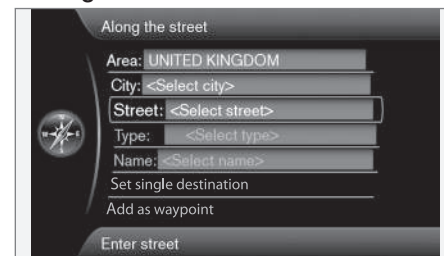 Along the street
Area: UNITED KINGDOM
City: <Select city>
Street: <Select street>
Type: <Select type>
Name: <Select name>
Set single destination
Add as waypoint
Enter street